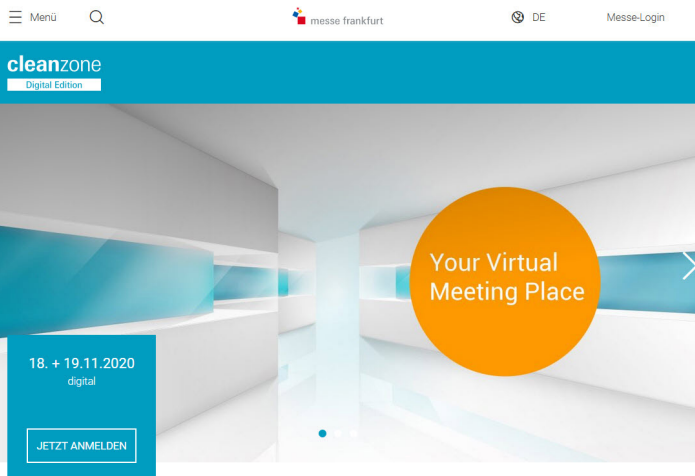 Menü
messe frankfurt
DE
Messe-Login
cleanzone
Digital Edition
Your Virtual
Meeting Place
18. + 19.11.2020
digital
JETZT ANMELDEN